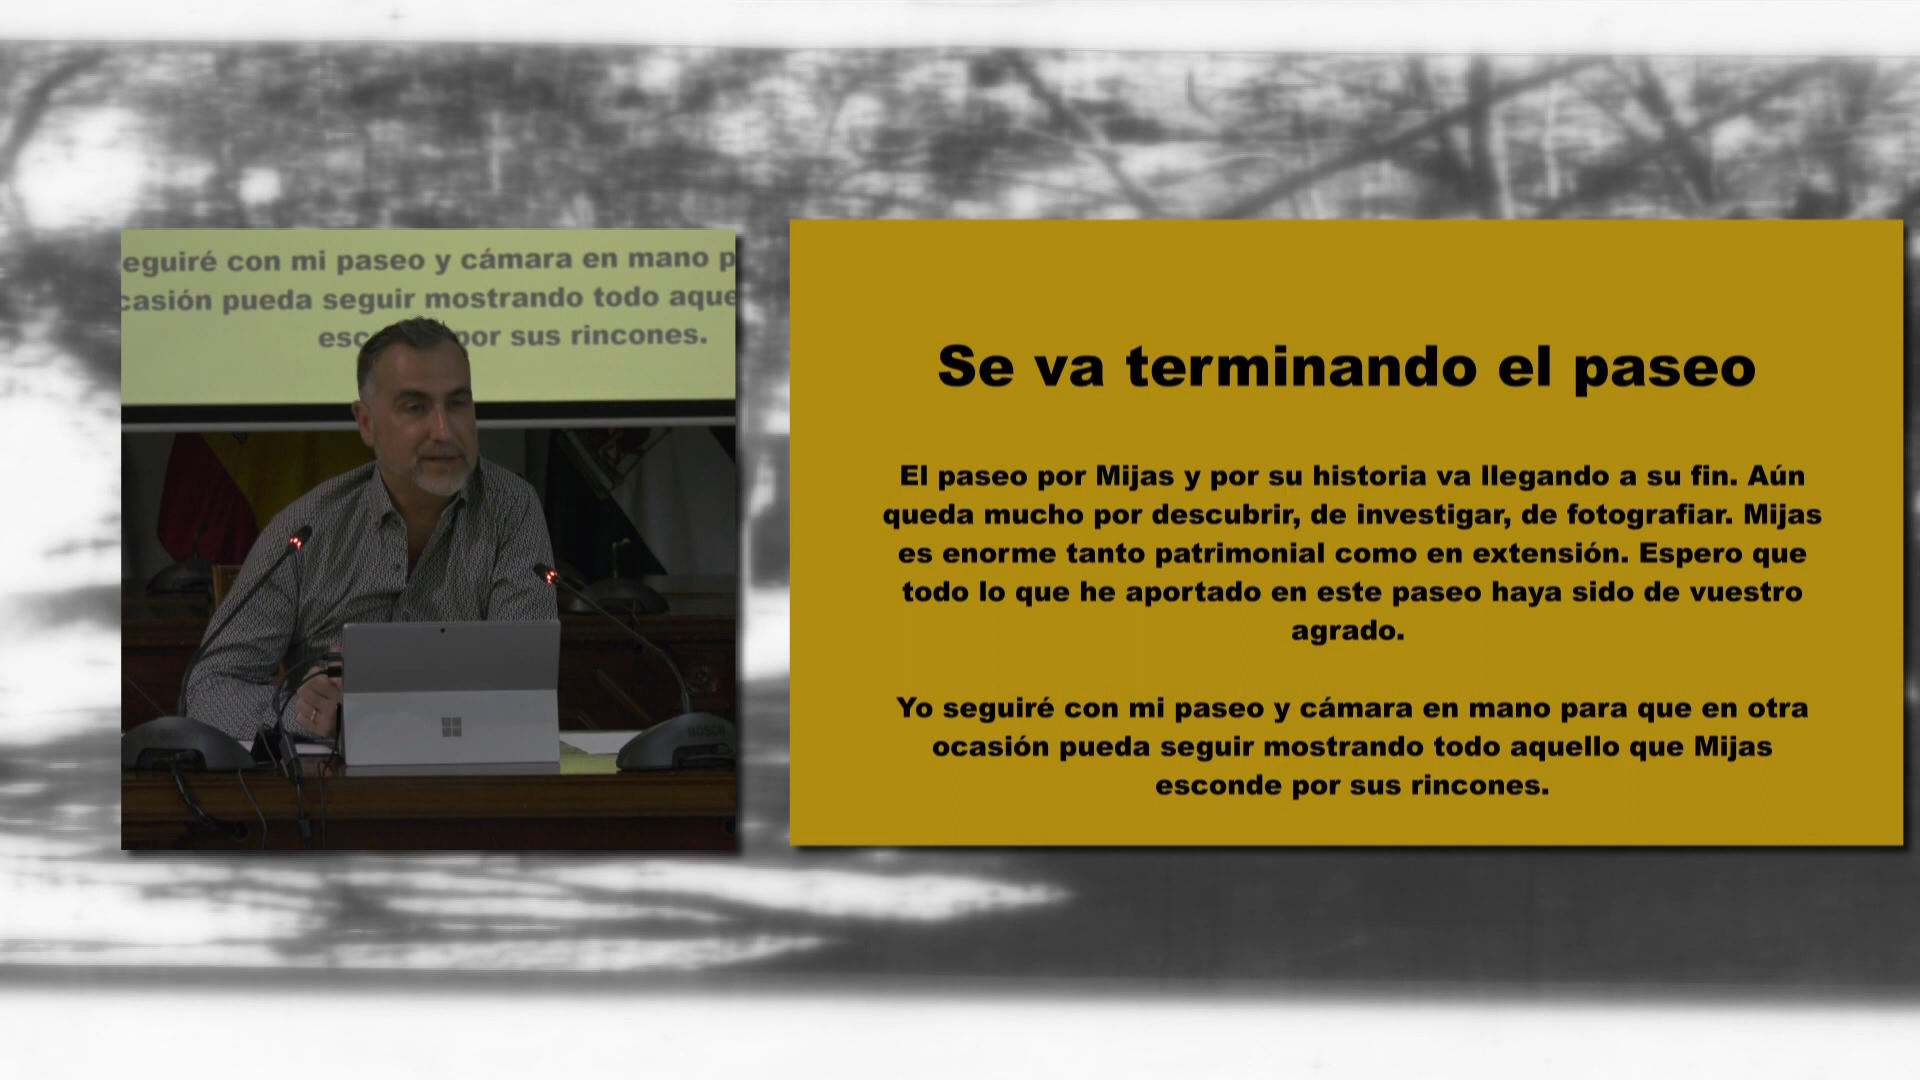 eguiré con mi paseo y cámara en mano p
casión pueda seguir mostrando todo aque
esc por sus rincones.
BOSCH
Se va terminando el paseo
El paseo por Mijas y por su historia va llegando a su fin. Aún
queda mucho por descubrir, de investigar, de fotografiar. Mijas
es enorme tanto patrimonial como en extensión. Espero que
todo lo que he aportado en este paseo haya sido de vuestro
agrado.
Yo seguiré con mi paseo y cámara en mano para que en otra
ocasión pueda seguir mostrando todo aquello que Mijas
esconde por sus rincones.